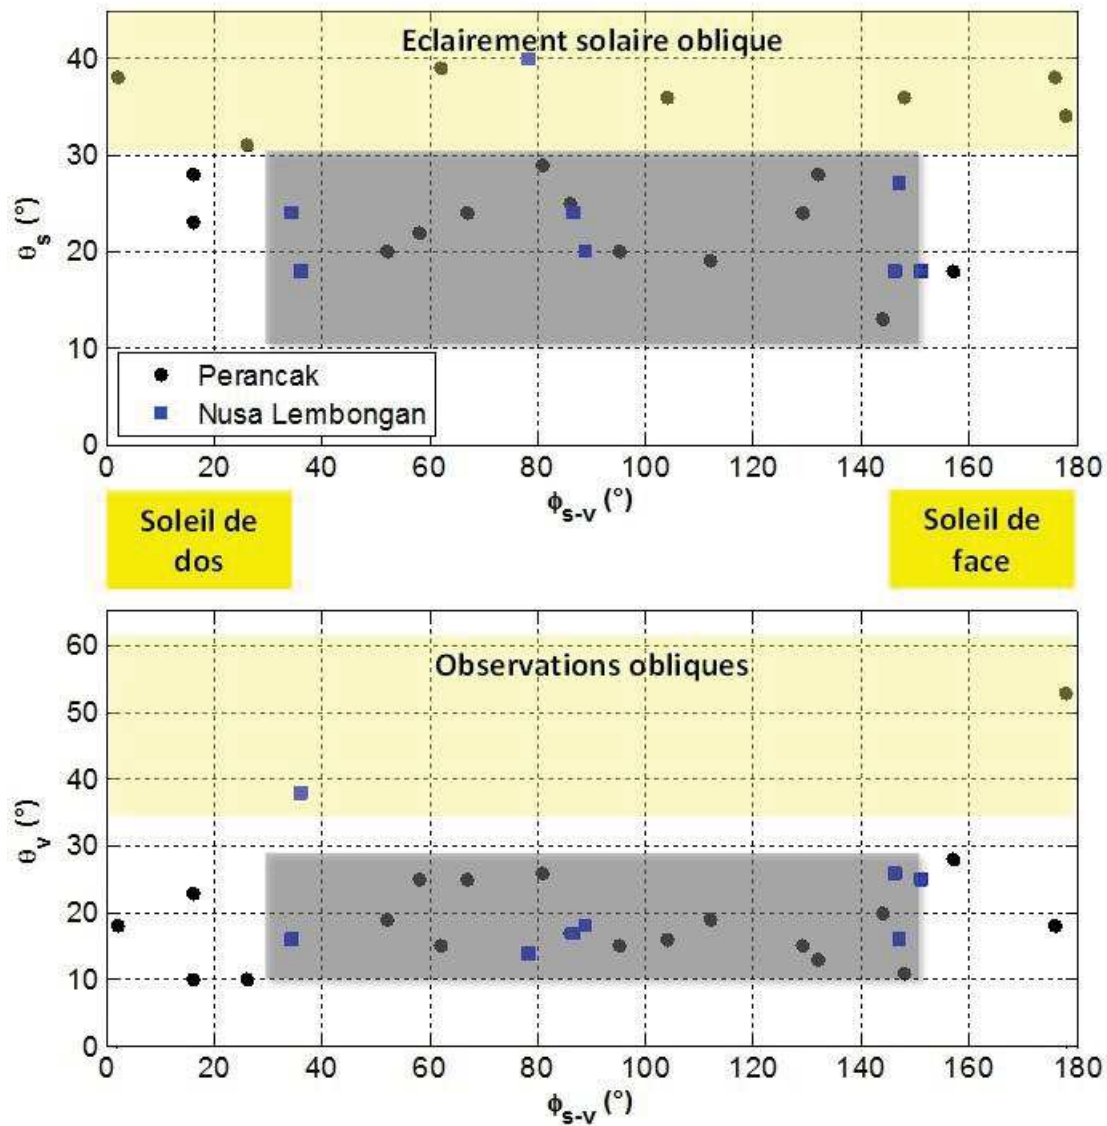 Eclairement solaire oblique
40
30
20
10
0
θs (°)
Perancak
Nusa Lembongan
0 20 40 60 80 100 120 140 160 180
ϕs-v (°)
Soleil de
dos
Soleil de
face
Observations obliques
60
50
40
30
20
10
0
θv (°)
0 20 40 60 80 100 120 140 160 180
ϕs-v (°)